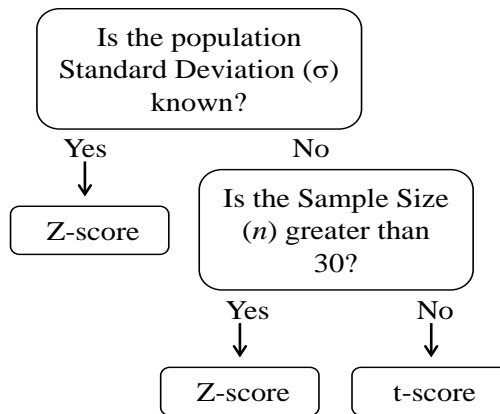 Is the population
Standard Deviation (σ)
known?
Yes
No
Z-score
Is the Sample Size
(n) greater than
30?
Yes
No
Z-score
t-score